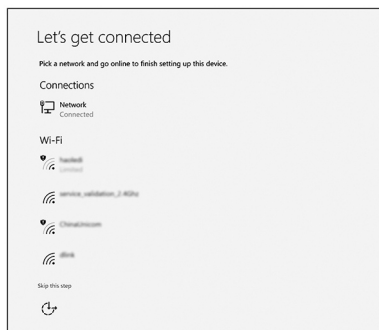 Let's get connected
Pick a network and go online to finish setting up this device.
Connections
Network
Connected
Wi-Fi
Limited
service_validation_2.4Ghz
ChinaUnicom
dlink
Skip this step